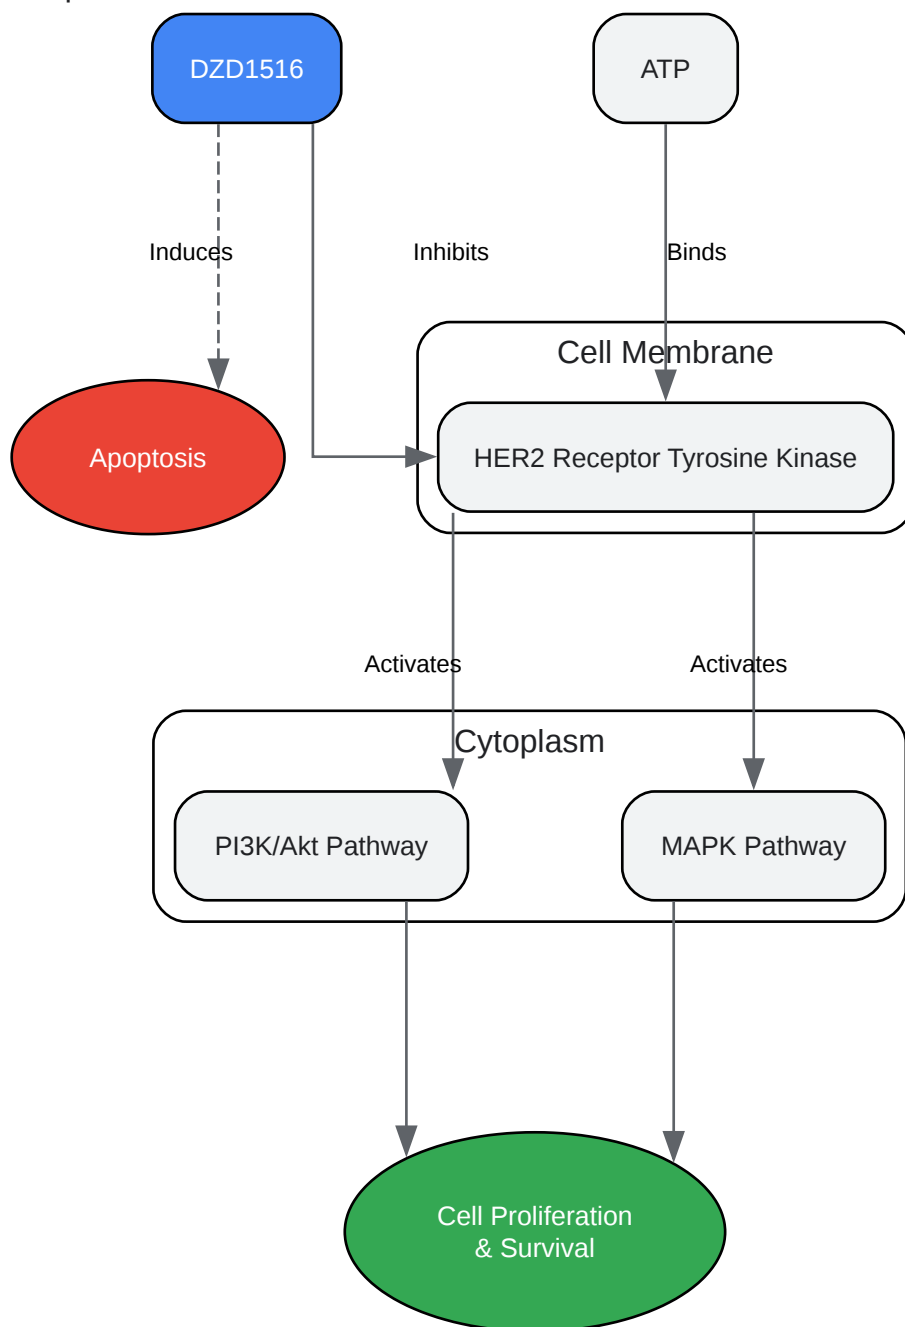 DZD1516
ATP
Induces
Inhibits
Binds
Cell Membrane
Apoptosis
HER2 Receptor Tyrosine Kinase
Activates
Activates
Cytoplasm
PI3K/Akt Pathway
MAPK Pathway
Cell Proliferation
& Survival